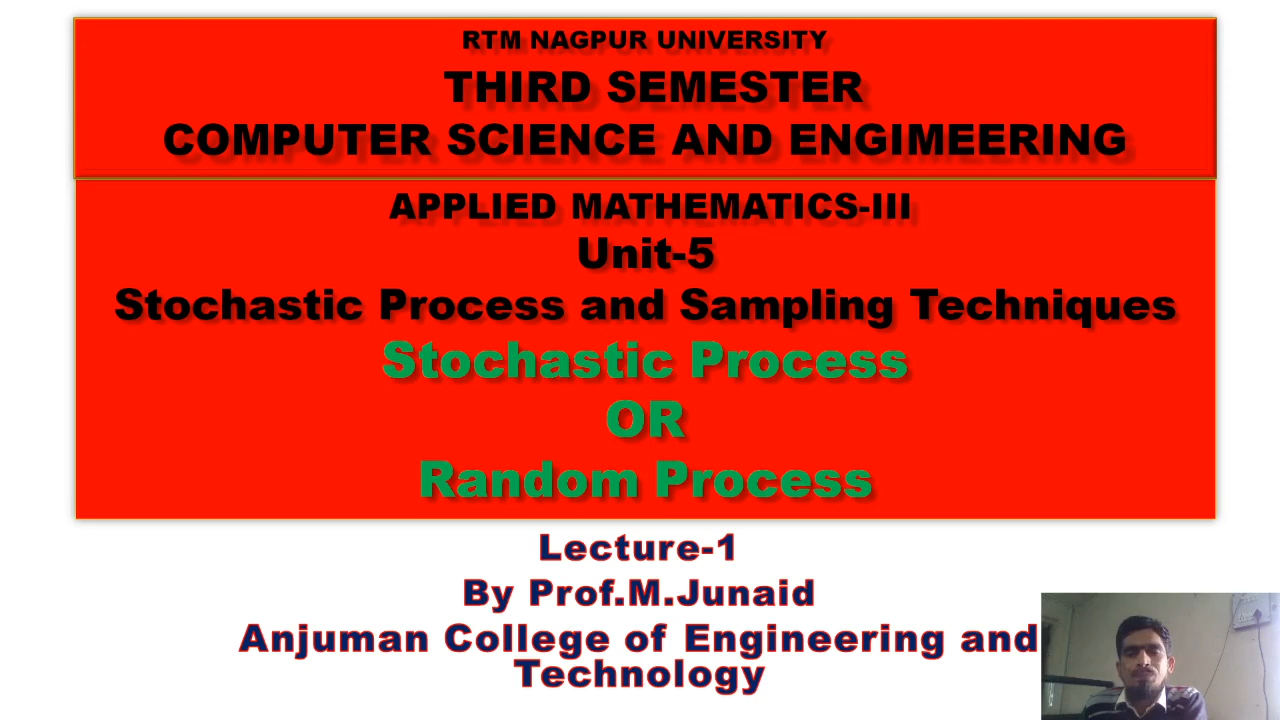 RTM NAGPUR UNIVERSITY
THIRD SEMESTER
COMPUTER SCIENCE AND ENGIMEERING
APPLIED MATHEMATICS-III
Unit-5
Stochastic Process and Sampling Techniques
Stochastic Process
OR
Random Process
Lecture-1
By Prof.M.Junaid
Anjuman College of Engineering and
Technology